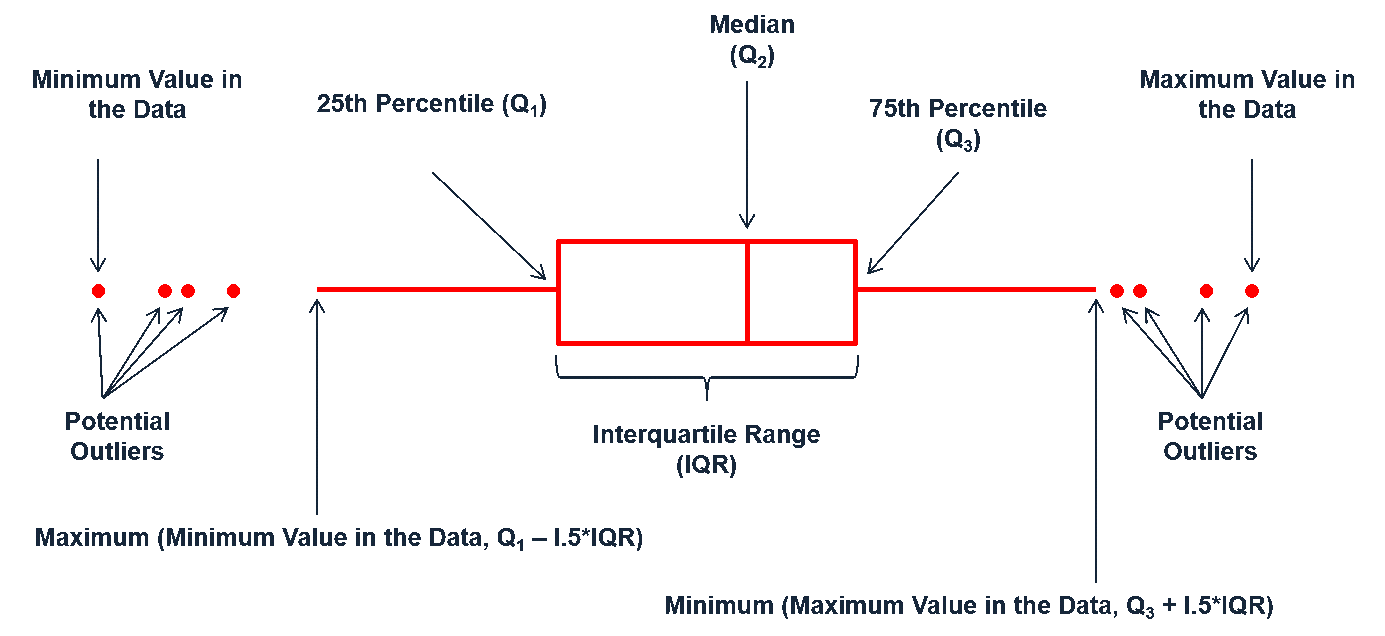 Median
(Q₂)
Minimum Value in
the Data
25th Percentile (Q₁)
75th Percentile
(Q₃)
Maximum Value in
the Data
Potential
Outliers
Interquartile Range
(IQR)
Potential
Outliers
Maximum (Minimum Value in the Data, Q₁ – I.5*IQR)
Minimum (Maximum Value in the Data, Q₃ + I.5*IQR)